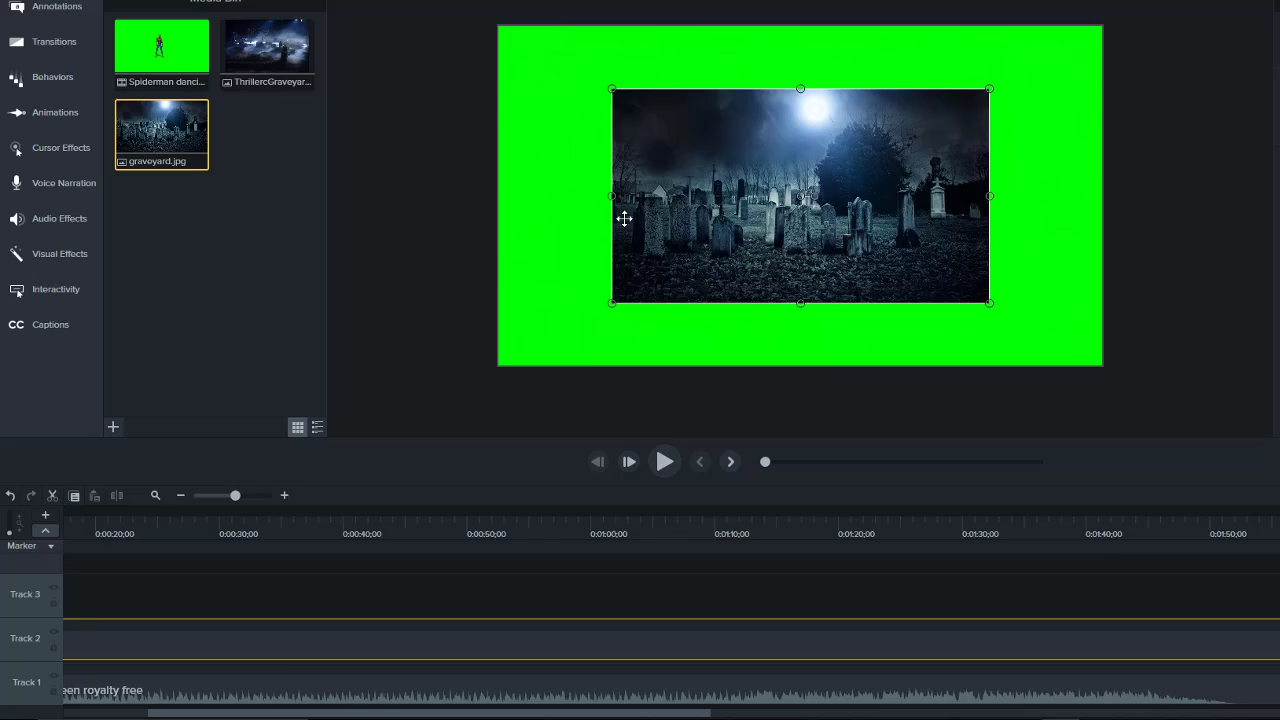 Annotations
Transitions
Behaviors
Animations
Cursor Effects
Voice Narration
Audio Effects
Visual Effects
Interactivity
CC Captions
Media Bin
Spiderman danci...
ThrillercGraveyar...
graveyard.jpg
0:00:20;00
0:00:30;00
0:00:40;00
0:00:50;00
0:01:00;00
0:01:10;00
0:01:20;00
0:01:30;00
0:01:40;00
0:01:50;00
Marker
Track 3
Track 2
Track 1
een royalty free